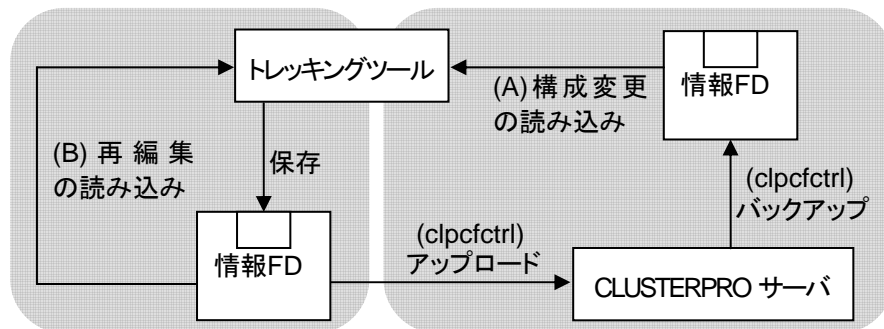 トレッキングツール
情報FD
(A) 構成変更
の読み込み
(B) 再編集
の読み込み
保存
(clpcfctrl)
バックアップ
情報FD
(clpcfctrl)
アップロード
CLUSTERPRO サーバ